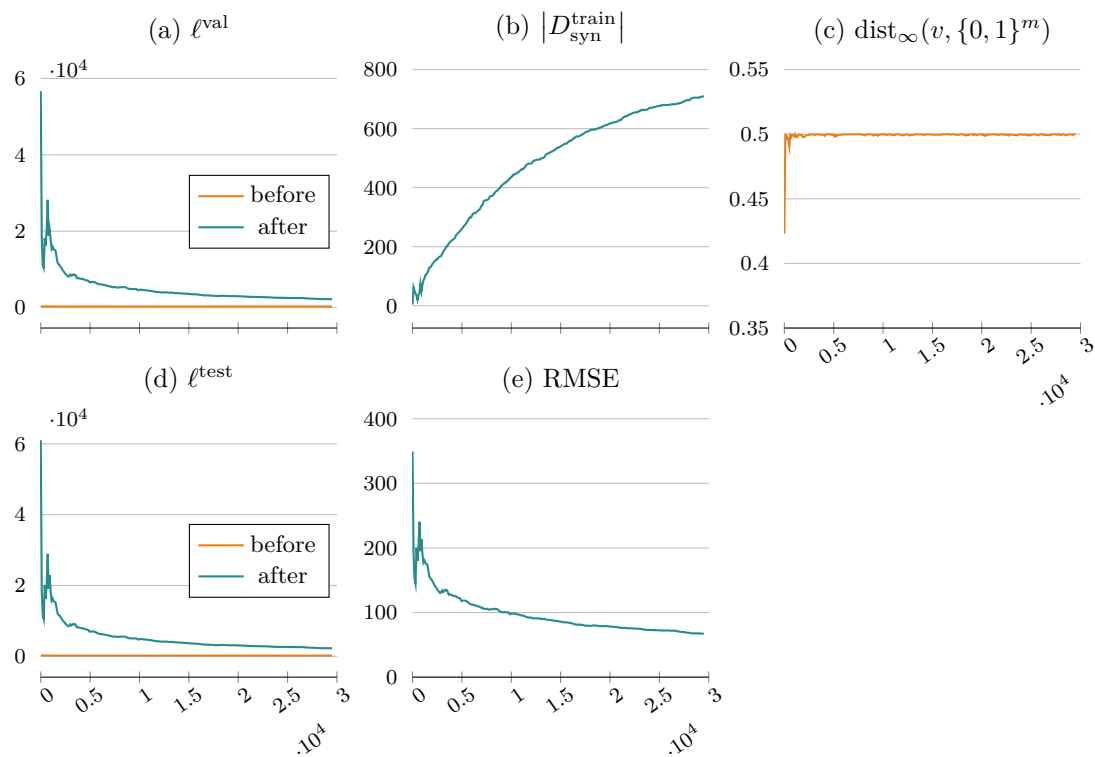 (a) ℓ^val
·10^4
6
4
2
0
before
after
(b) |D_syn^train|
800
600
400
200
0
(c) dist_∞(v, {0, 1}^m)
0.55
0.5
0.45
0.4
0.35
0 0.5 1 1.5 2 2.5 3
·10^4
(d) ℓ^test
·10^4
6
4
2
0
before
after
0 0.5 1 1.5 2 2.5 3
·10^4
(e) RMSE
400
300
200
100
0
0 0.5 1 1.5 2 2.5 3
·10^4